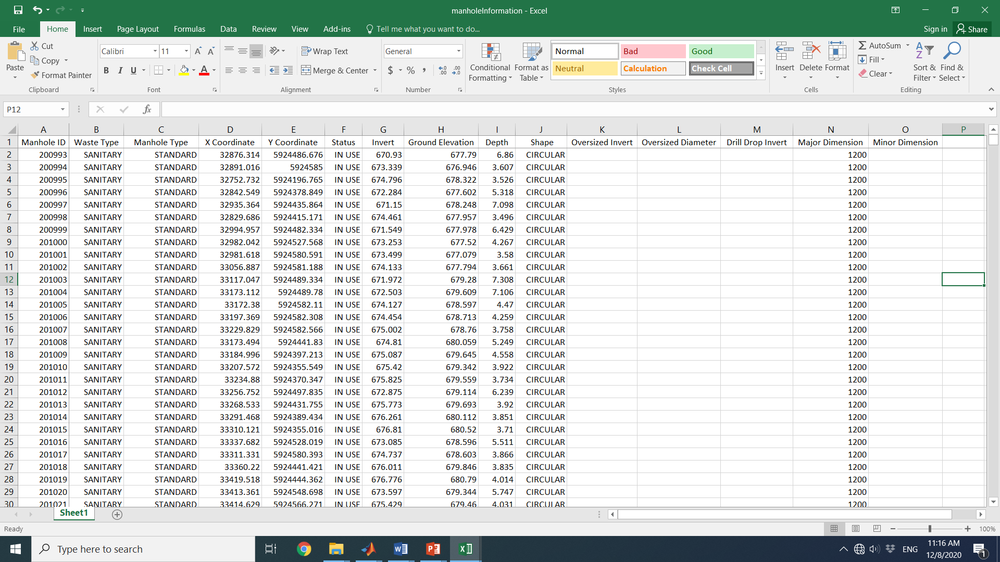 manholeInformation - Excel
File Home Insert Page Layout Formulas Data Review View Add-ins Tell me what you want to do... Sign in Share
Paste Cut Copy Format Painter Clipboard
Calibri 11 A A B I U A Font
Wrap Text Merge & Center Alignment
General $ % , .00 Number
Conditional Formatting Format as Table Normal Bad Good Neutral Calculation Check Cell Styles
Insert Delete Format Cells
AutoSum Fill Clear Sort & Filter Find & Select Editing
P12 fx
A B C D E F G H I J K L M N O P
1 Manhole ID Waste Type Manhole Type X Coordinate Y Coordinate Status Invert Ground Elevation Depth Shape Oversized Invert Oversized Diameter Drill Drop Invert Major Dimension Minor Dimension
2 200993 SANITARY STANDARD 32876.314 5924486.676 IN USE 670.93 677.79 6.86 CIRCULAR 1200
3 200994 SANITARY STANDARD 32891.016 5924585 IN USE 673.339 676.946 3.607 CIRCULAR 1200
4 200995 SANITARY STANDARD 32752.732 5924196.765 IN USE 674.796 678.322 3.526 CIRCULAR 1200
5 200996 SANITARY STANDARD 32842.549 5924378.849 IN USE 672.284 677.602 5.318 CIRCULAR 1200
6 200997 SANITARY STANDARD 32935.364 5924435.864 IN USE 671.15 678.248 7.098 CIRCULAR 1200
7 200998 SANITARY STANDARD 32829.686 5924415.171 IN USE 674.461 677.957 3.496 CIRCULAR 1200
8 200999 SANITARY STANDARD 32994.957 5924482.334 IN USE 671.549 677.978 6.429 CIRCULAR 1200
9 201000 SANITARY STANDARD 32982.042 5924527.568 IN USE 673.253 677.52 4.267 CIRCULAR 1200
10 201001 SANITARY STANDARD 32981.618 5924580.591 IN USE 673.499 677.079 3.58 CIRCULAR 1200
11 201002 SANITARY STANDARD 33056.887 5924581.188 IN USE 674.133 677.794 3.661 CIRCULAR 1200
12 201003 SANITARY STANDARD 33117.047 5924489.334 IN USE 671.972 679.28 7.308 CIRCULAR 1200
13 201004 SANITARY STANDARD 33173.112 5924489.78 IN USE 672.503 679.609 7.106 CIRCULAR 1200
14 201005 SANITARY STANDARD 33172.38 5924582.11 IN USE 674.127 678.597 4.47 CIRCULAR 1200
15 201006 SANITARY STANDARD 33197.369 5924582.308 IN USE 674.454 678.713 4.259 CIRCULAR 1200
16 201007 SANITARY STANDARD 33229.829 5924582.566 IN USE 675.002 678.76 3.758 CIRCULAR 1200
17 201008 SANITARY STANDARD 33173.494 5924441.83 IN USE 674.81 680.059 5.249 CIRCULAR 1200
18 201009 SANITARY STANDARD 33184.996 5924397.213 IN USE 675.087 679.645 4.558 CIRCULAR 1200
19 201010 SANITARY STANDARD 33207.572 5924355.549 IN USE 675.42 679.342 3.922 CIRCULAR 1200
20 201011 SANITARY STANDARD 33234.88 5924370.347 IN USE 675.825 679.559 3.734 CIRCULAR 1200
21 201012 SANITARY STANDARD 33256.752 5924497.835 IN USE 672.875 679.114 6.239 CIRCULAR 1200
22 201013 SANITARY STANDARD 33268.533 5924431.755 IN USE 675.773 679.693 3.92 CIRCULAR 1200
23 201014 SANITARY STANDARD 33291.468 5924389.434 IN USE 676.261 680.112 3.851 CIRCULAR 1200
24 201015 SANITARY STANDARD 33310.121 5924355.016 IN USE 676.81 680.52 3.71 CIRCULAR 1200
25 201016 SANITARY STANDARD 33337.682 5924528.019 IN USE 673.085 678.596 5.511 CIRCULAR 1200
26 201017 SANITARY STANDARD 33311.331 5924580.393 IN USE 674.737 678.603 3.866 CIRCULAR 1200
27 201018 SANITARY STANDARD 33360.22 5924441.421 IN USE 676.011 679.846 3.835 CIRCULAR 1200
28 201019 SANITARY STANDARD 33419.518 5924444.362 IN USE 676.776 680.79 4.014 CIRCULAR 1200
29 201020 SANITARY STANDARD 33413.361 5924548.698 IN USE 673.597 679.344 5.747 CIRCULAR 1200
30 201021 SANITARY STANDARD 33414.629 5924566.271 IN USE 675.429 679.46 4.031 CIRCULAR 1200
Sheet1
Ready 100%
Type here to search ENG 11:16 AM
12/8/2020 1